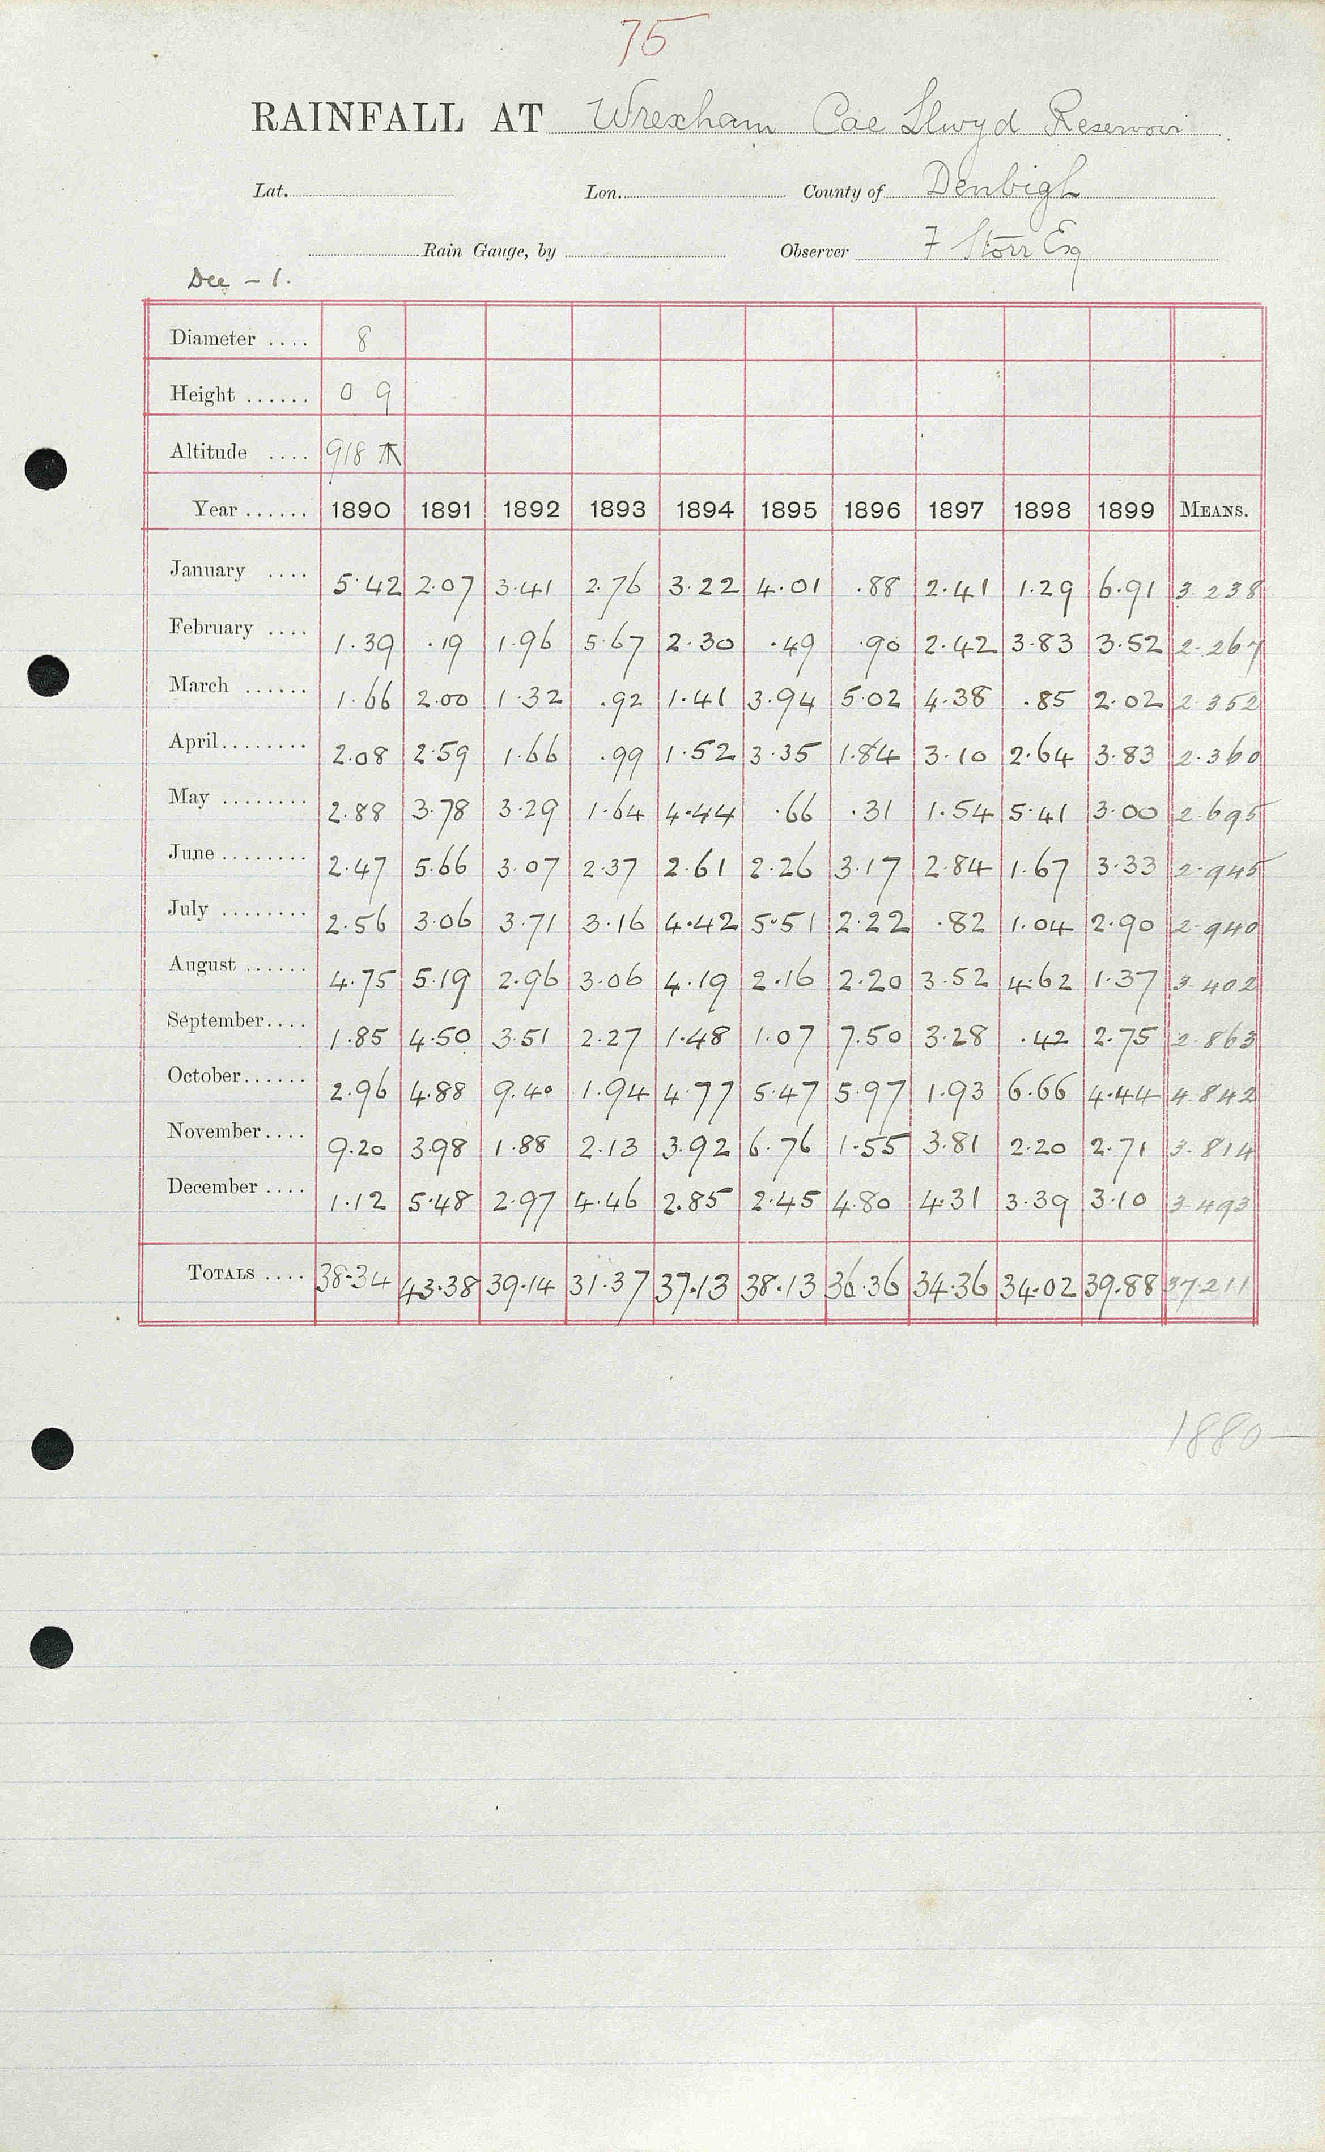 75
RAINFALL AT Wrexham Cae Llwyd Reservoir
Lat. Lon. County of Denbigh
Rain Gauge, by Observer F Storr Esq
Dee - 1.
Diameter .... 8
Height ...... 0 9
Altitude .... 918
Year ...... 1890 1891 1892 1893 1894 1895 1896 1897 1898 1899 MEANS.
January .... 5.42 2.07 3.41 2.76 3.22 4.01 .88 2.41 1.29 6.91 3.238
February .... 1.39 .19 1.96 5.67 2.30 .49 .90 2.42 3.83 3.52 2.267
March ...... 1.66 2.00 1.32 .92 1.41 3.94 5.02 4.38 .85 2.02 2.352
April........ 2.08 2.59 1.66 .99 1.52 3.35 1.84 3.10 2.64 3.83 2.360
May ........ 2.88 3.78 3.29 1.64 4.44 .66 .31 1.54 5.41 3.00 2.695
June ........ 2.47 5.66 3.07 2.37 2.61 2.26 3.17 2.84 1.67 3.33 2.945
July ........ 2.56 3.06 3.71 3.16 4.42 5.51 2.22 .82 1.04 2.90 2.940
August ...... 4.75 5.19 2.96 3.06 4.19 2.16 2.20 3.52 4.62 1.37 3.402
September.... 1.85 4.50 3.51 2.27 1.48 1.07 7.50 3.28 .42 2.75 2.863
October...... 2.96 4.88 9.40 1.94 4.77 5.47 5.97 1.93 6.66 4.44 4.842
November.... 9.20 3.98 1.88 2.13 3.92 6.76 1.55 3.81 2.20 2.71 3.814
December .... 1.12 5.48 2.97 4.46 2.85 2.45 4.80 4.31 3.39 3.10 3.493
TOTALS .... 38.34 43.38 39.14 31.37 37.13 38.13 36.36 34.36 34.02 39.88 37.211
1880—